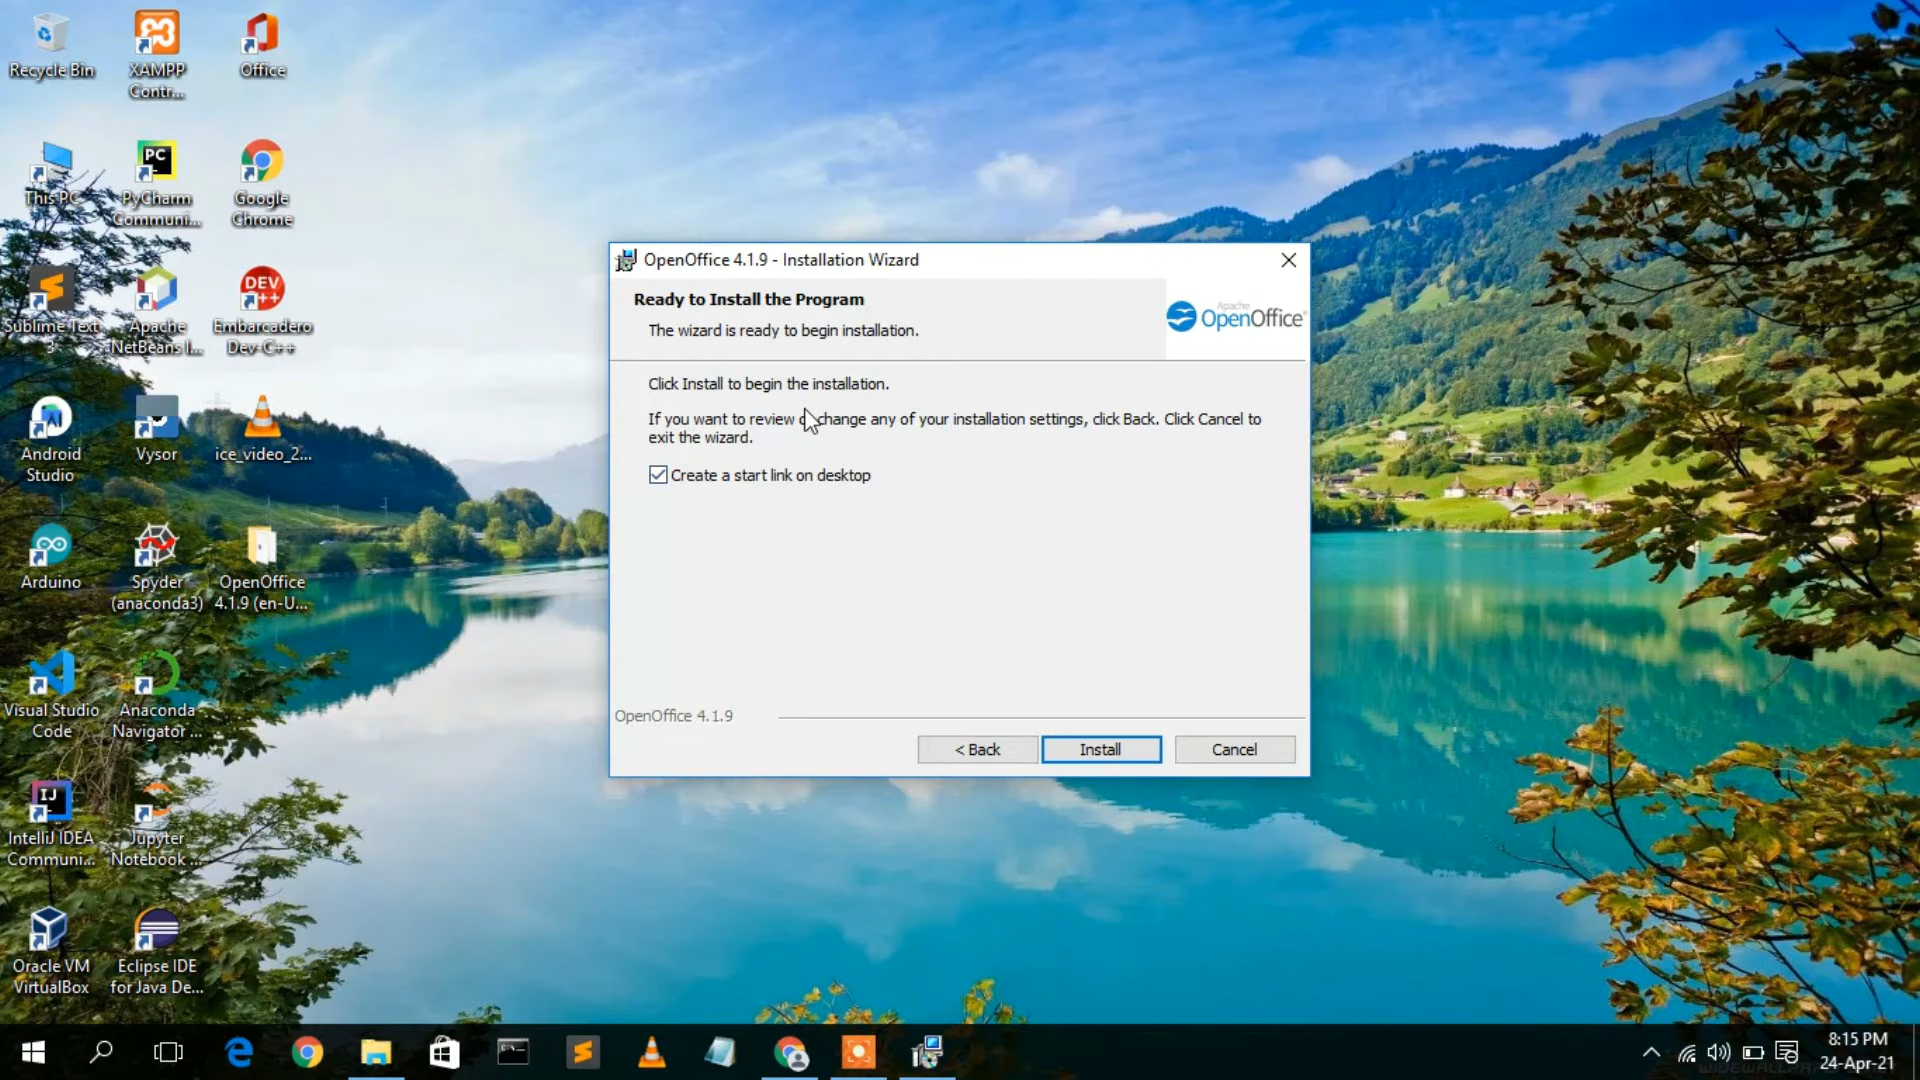 Recycle Bin
XAMPP
Contr...
Office
This PC
PyCharm
Communi...
Google
Chrome
Sublime Text
3
Apache
NetBeans I...
Embarcadero
Dev-C++
Android
Studio
Vysor
ice_video_2...
Arduino
Spyder
(anaconda3)
OpenOffice
4.1.9 (en-U...
Visual Studio
Code
Anaconda
Navigator ...
IntelliJ IDEA
Communi...
Jupyter
Notebook ...
Oracle VM
VirtualBox
Eclipse IDE
for Java De...
PC
DEV
C++
IJ
OpenOffice 4.1.9 - Installation Wizard
Ready to Install the Program
The wizard is ready to begin installation.
Apache
OpenOffice
Click Install to begin the installation.
If you want to review change any of your installation settings, click Back. Click Cancel to
exit the wizard.
Create a start link on desktop
OpenOffice 4.1.9
< Back
Install
Cancel
8:15 PM
24-Apr-21